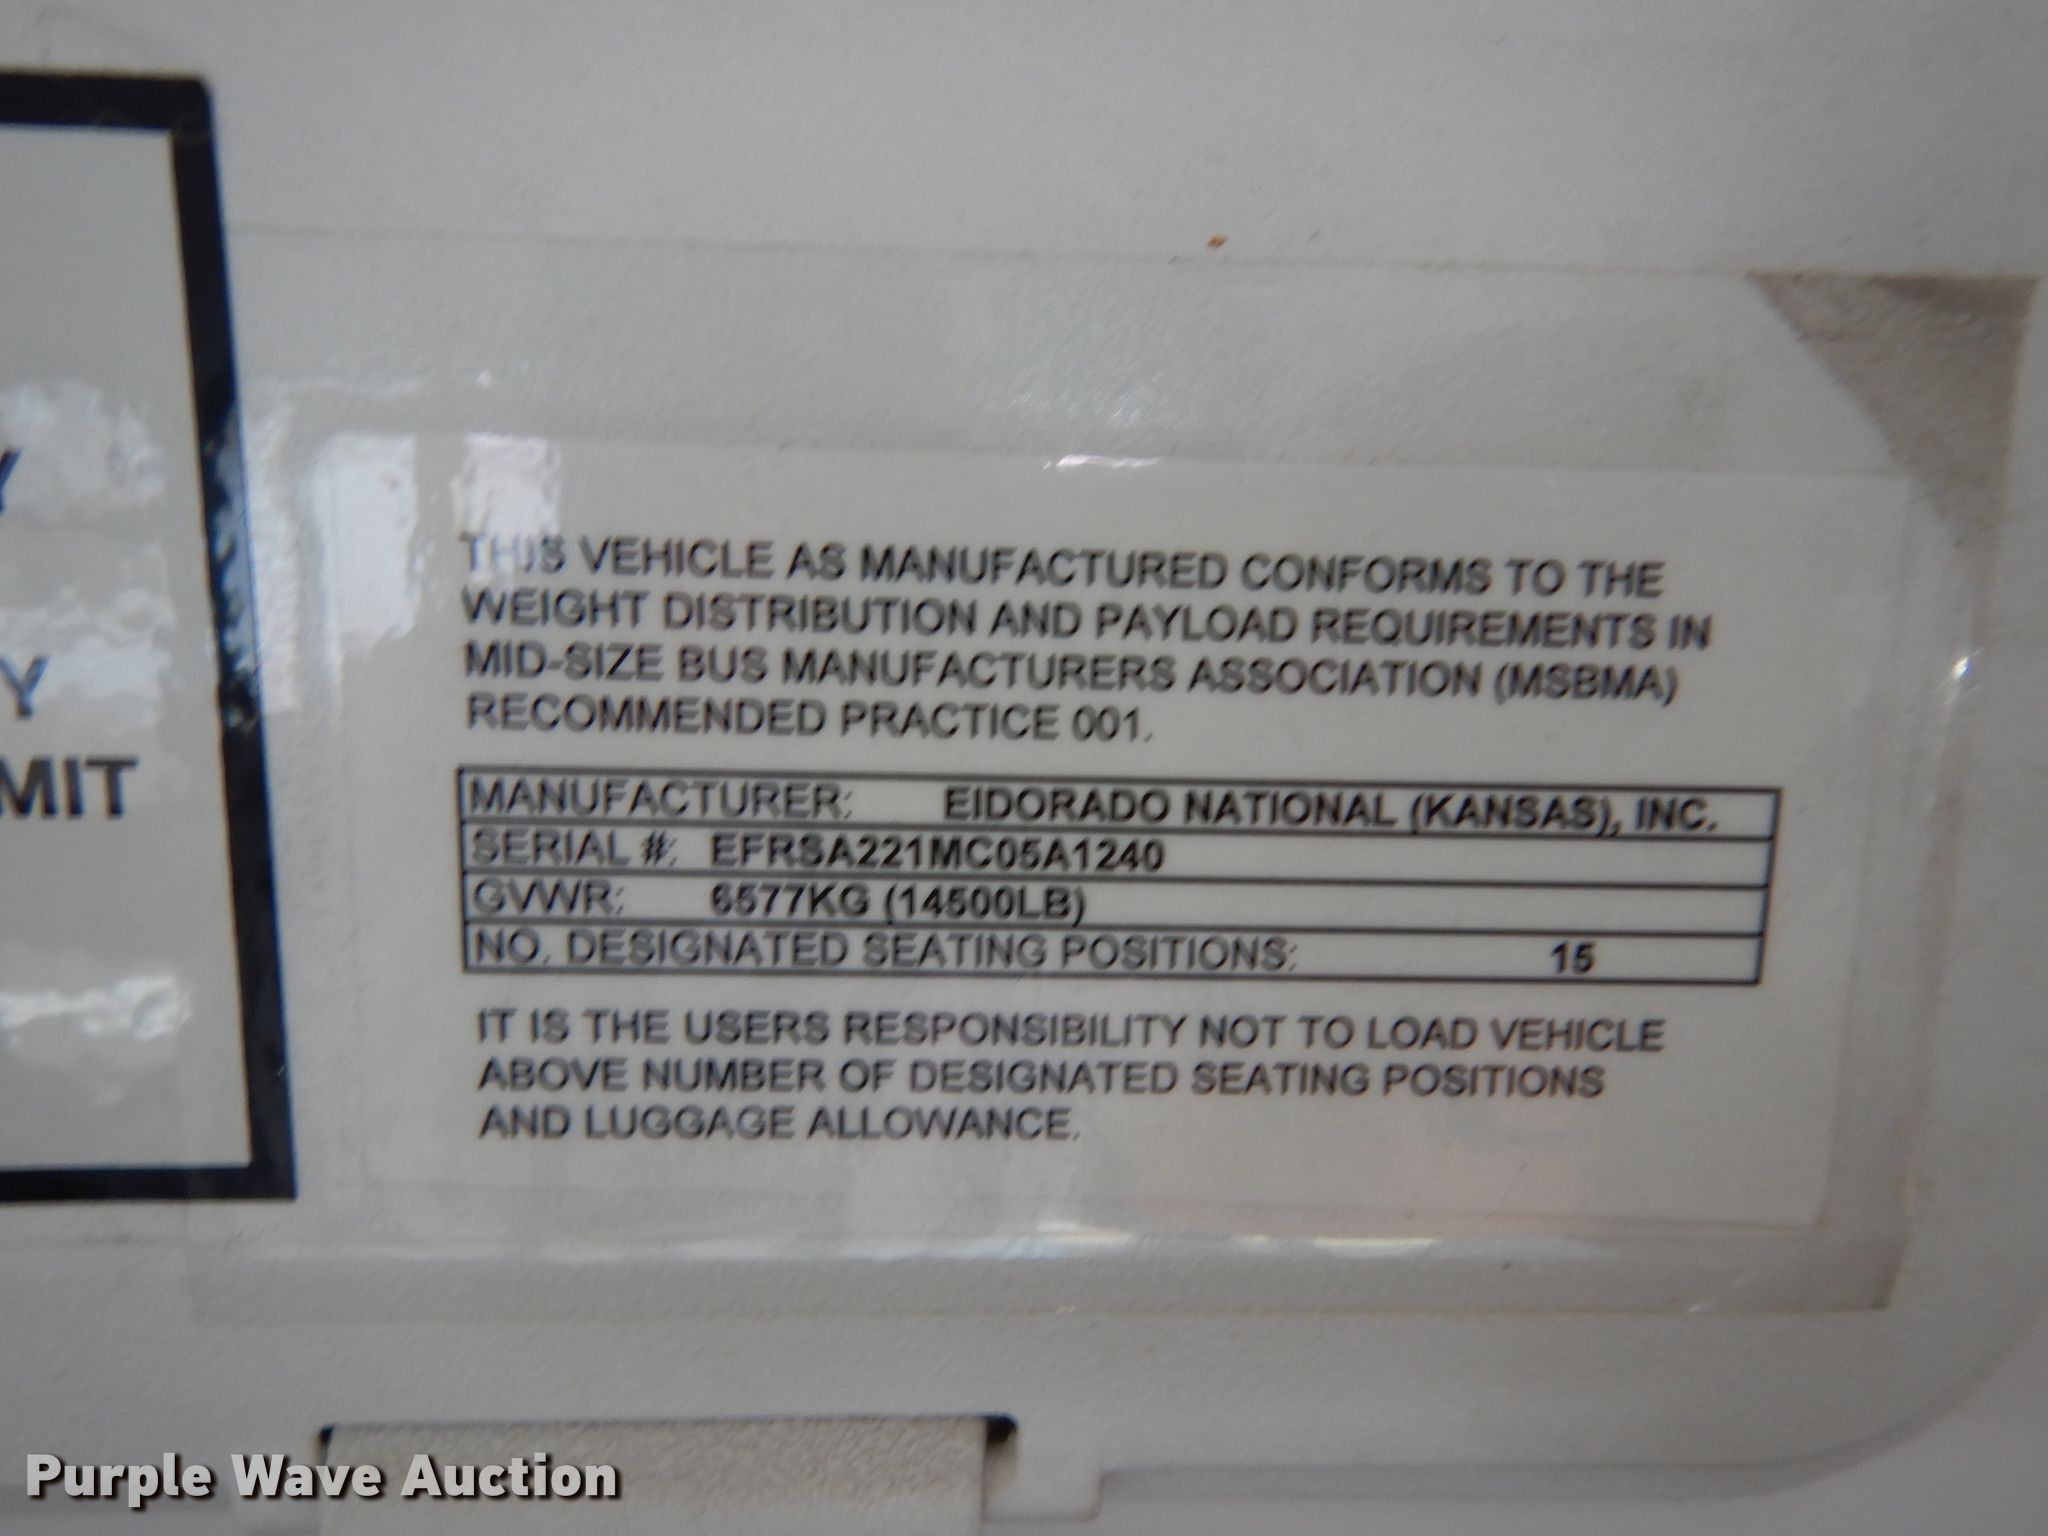 Y
Y
MIT
THIS VEHICLE AS MANUFACTURED CONFORMS TO THE
WEIGHT DISTRIBUTION AND PAYLOAD REQUIREMENTS IN
MID-SIZE BUS MANUFACTURERS ASSOCIATION (MSBMA)
RECOMMENDED PRACTICE 001.
MANUFACTURER: ElDORADO NATIONAL (KANSAS), INC.
SERIAL #: EFRSA221MC05A1240
GVWR: 6577KG (14500LB)
NO. DESIGNATED SEATING POSITIONS: 15
IT IS THE USERS RESPONSIBILITY NOT TO LOAD VEHICLE
ABOVE NUMBER OF DESIGNATED SEATING POSITIONS
AND LUGGAGE ALLOWANCE.
Purple Wave Auction